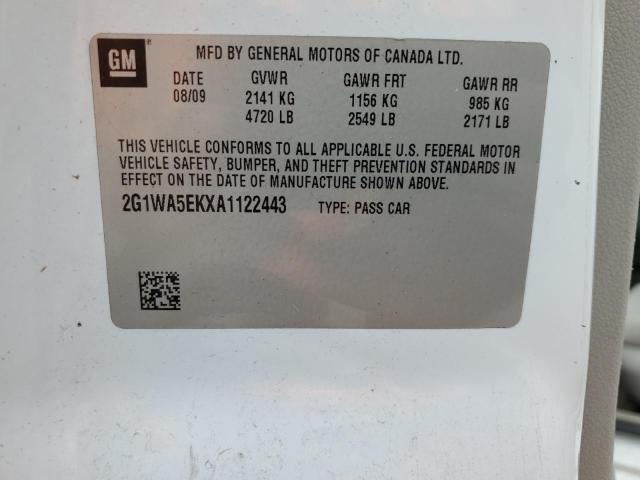 GM
MFD BY GENERAL MOTORS OF CANADA LTD.
DATE GVWR GAWR FRT GAWR RR
08/09 2141 KG 1156 KG 985 KG
4720 LB 2549 LB 2171 LB
THIS VEHICLE CONFORMS TO ALL APPLICABLE U.S. FEDERAL MOTOR
VEHICLE SAFETY, BUMPER, AND THEFT PREVENTION STANDARDS IN
EFFECT ON THE DATE OF MANUFACTURE SHOWN ABOVE.
2G1WA5EKXA1122443 TYPE: PASS CAR